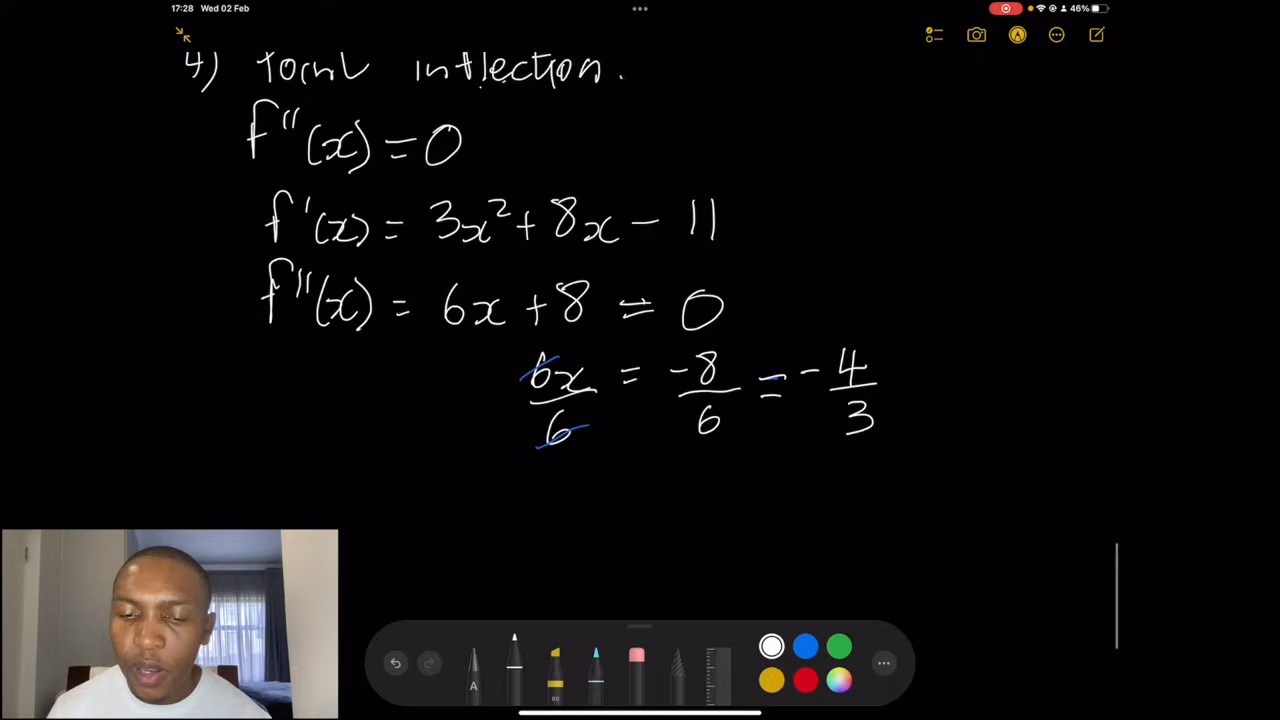 17:28 Wed 02 Feb
46%
4) Point inflection.
f''(x) = 0
f'(x) = 3x² + 8x - 11
f''(x) = 6x + 8 = 0
6x/6 = -8/6 = -4/3
A
80